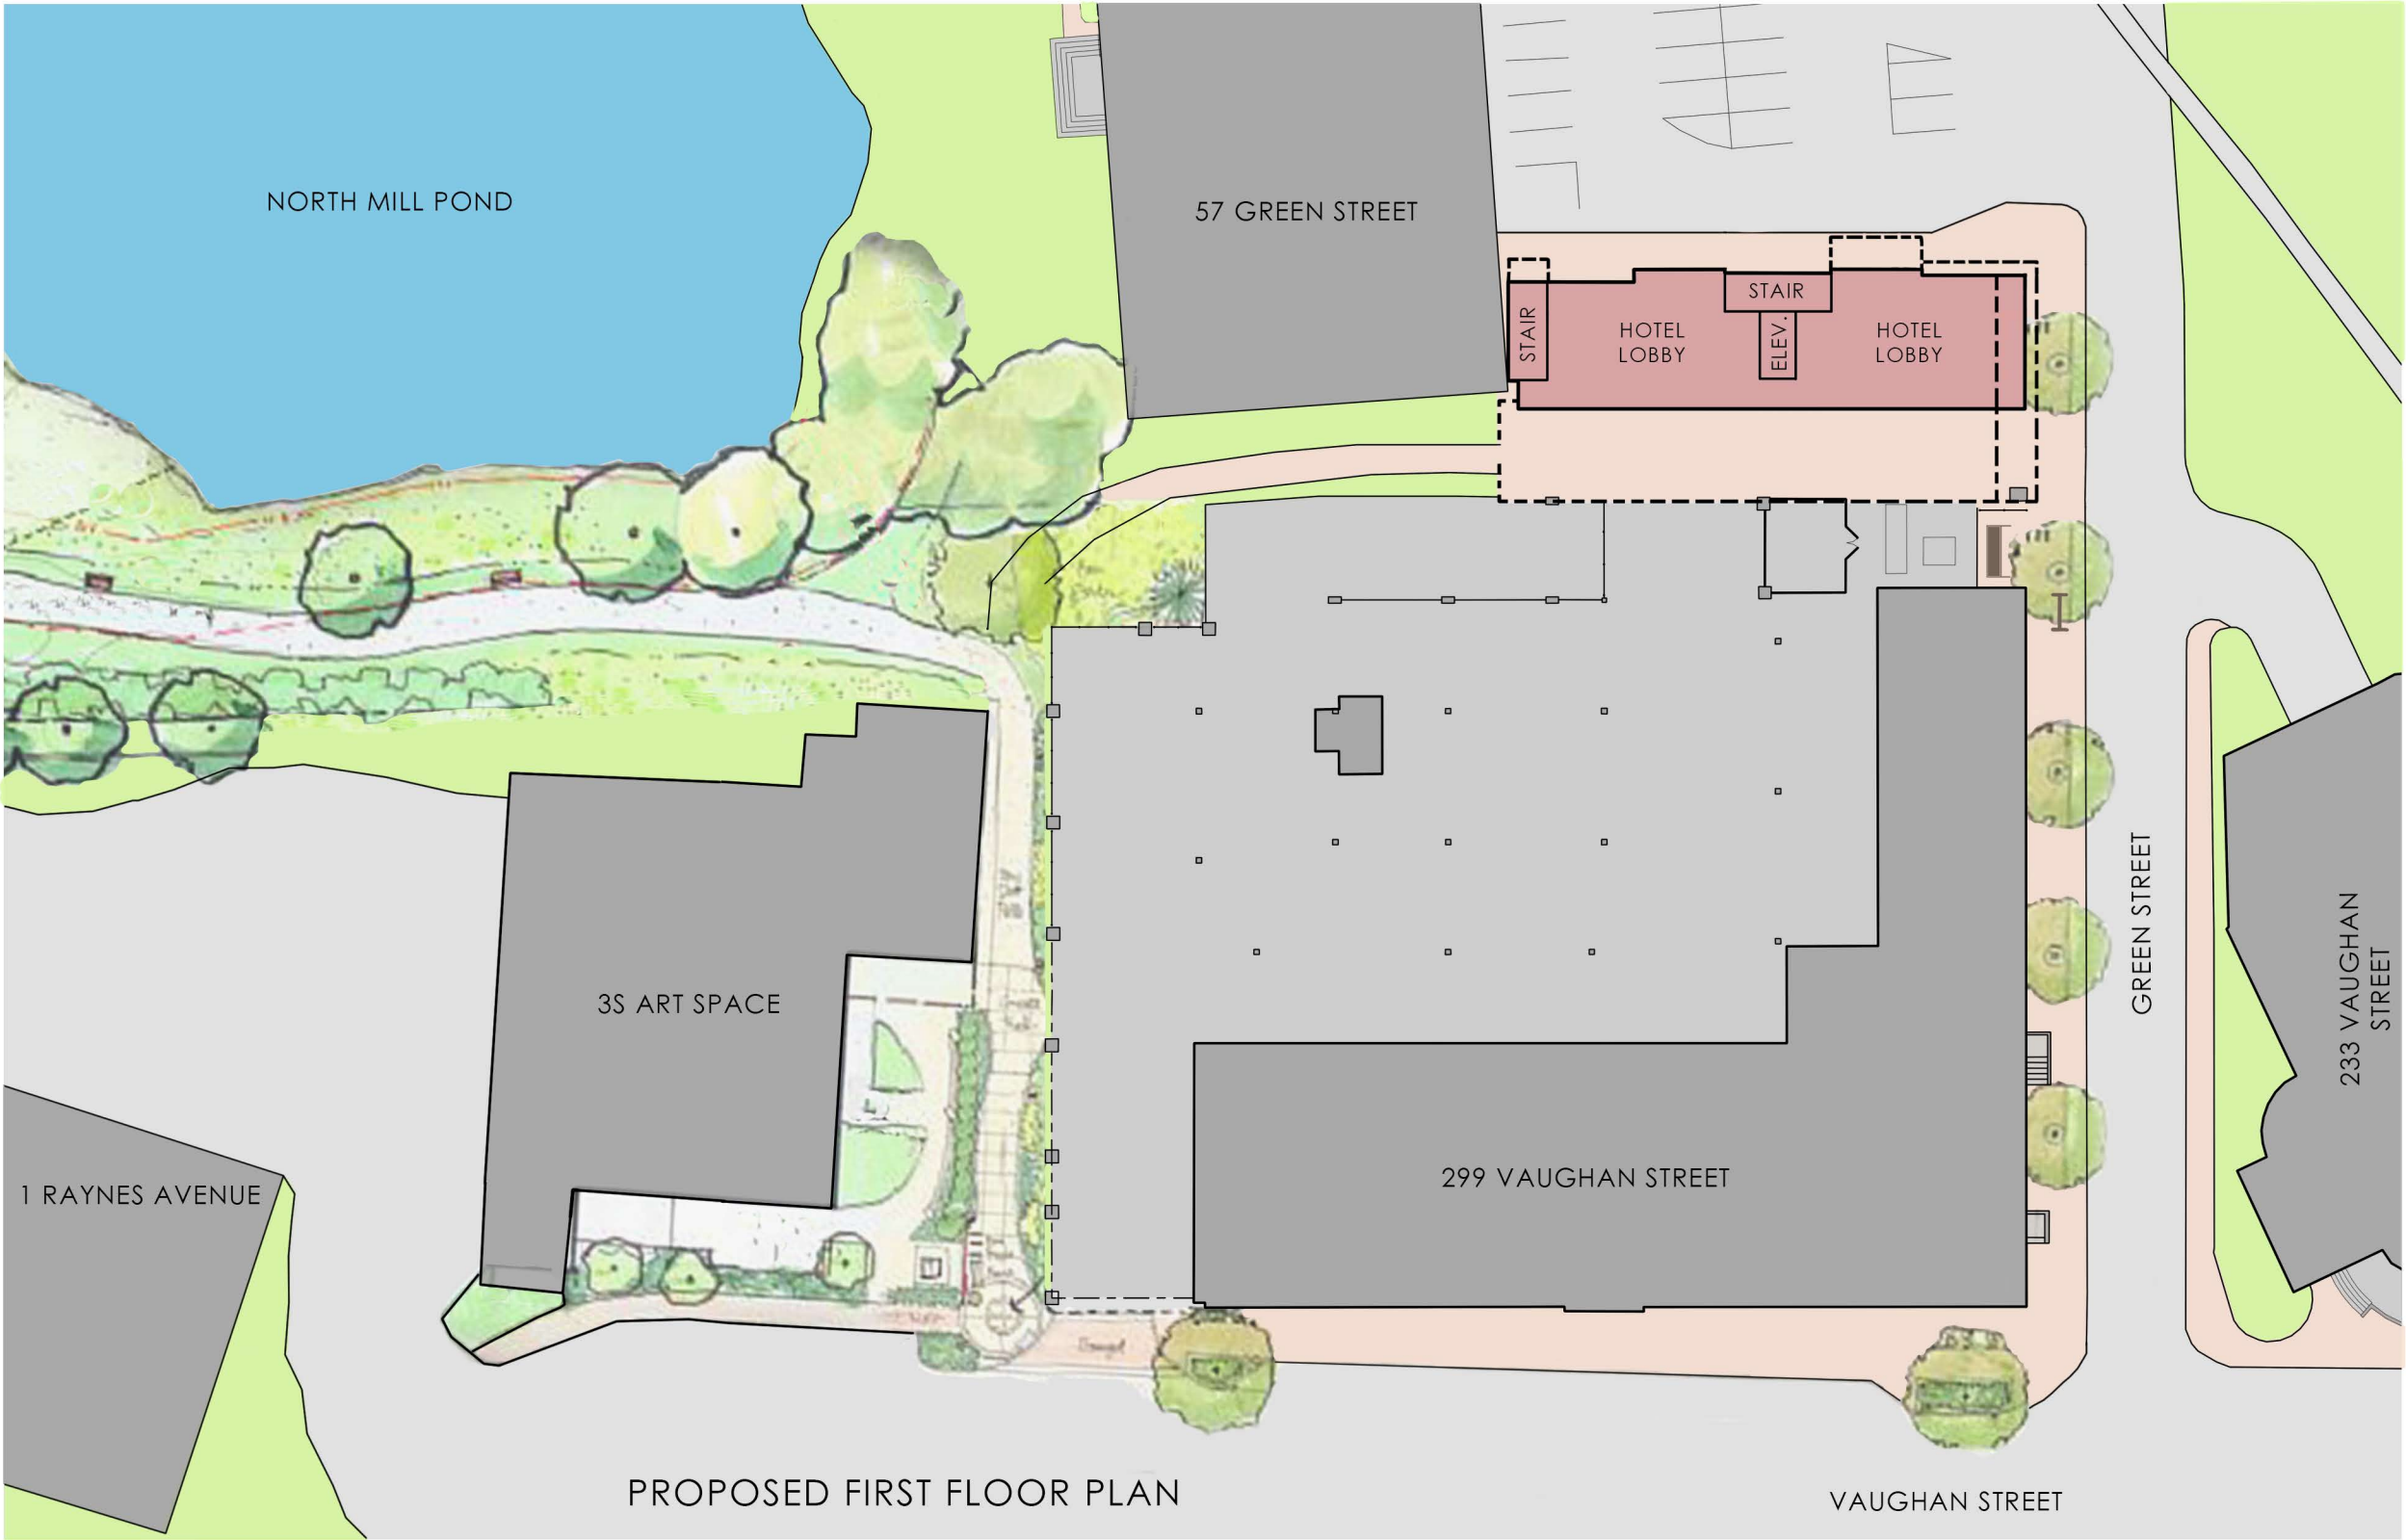 NORTH MILL POND
57 GREEN STREET
STAIR
STAIR
HOTEL
LOBBY
ELEV.
HOTEL
LOBBY
3S ART SPACE
GREEN STREET
233 VAUGHAN
STREET
1 RAYNES AVENUE
299 VAUGHAN STREET
PROPOSED FIRST FLOOR PLAN
VAUGHAN STREET